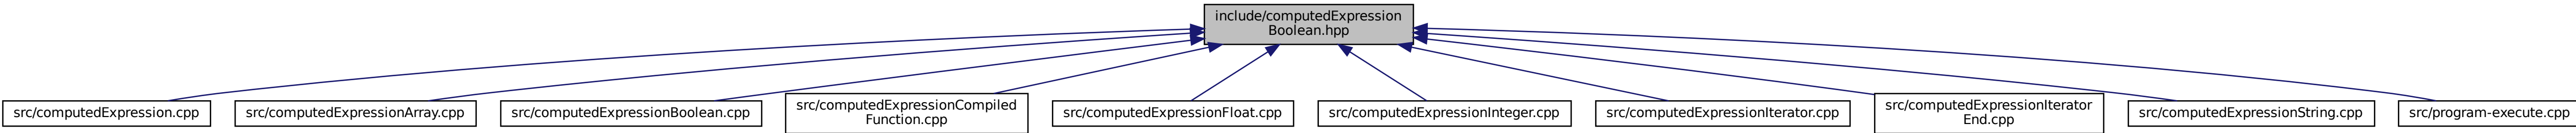 include/computedExpression
Boolean.hpp
src/computedExpression.cpp
src/computedExpressionArray.cpp
src/computedExpressionBoolean.cpp
src/computedExpressionCompiled
Function.cpp
src/computedExpressionFloat.cpp
src/computedExpressionInteger.cpp
src/computedExpressionIterator.cpp
src/computedExpressionIterator
End.cpp
src/computedExpressionString.cpp
src/program-execute.cpp